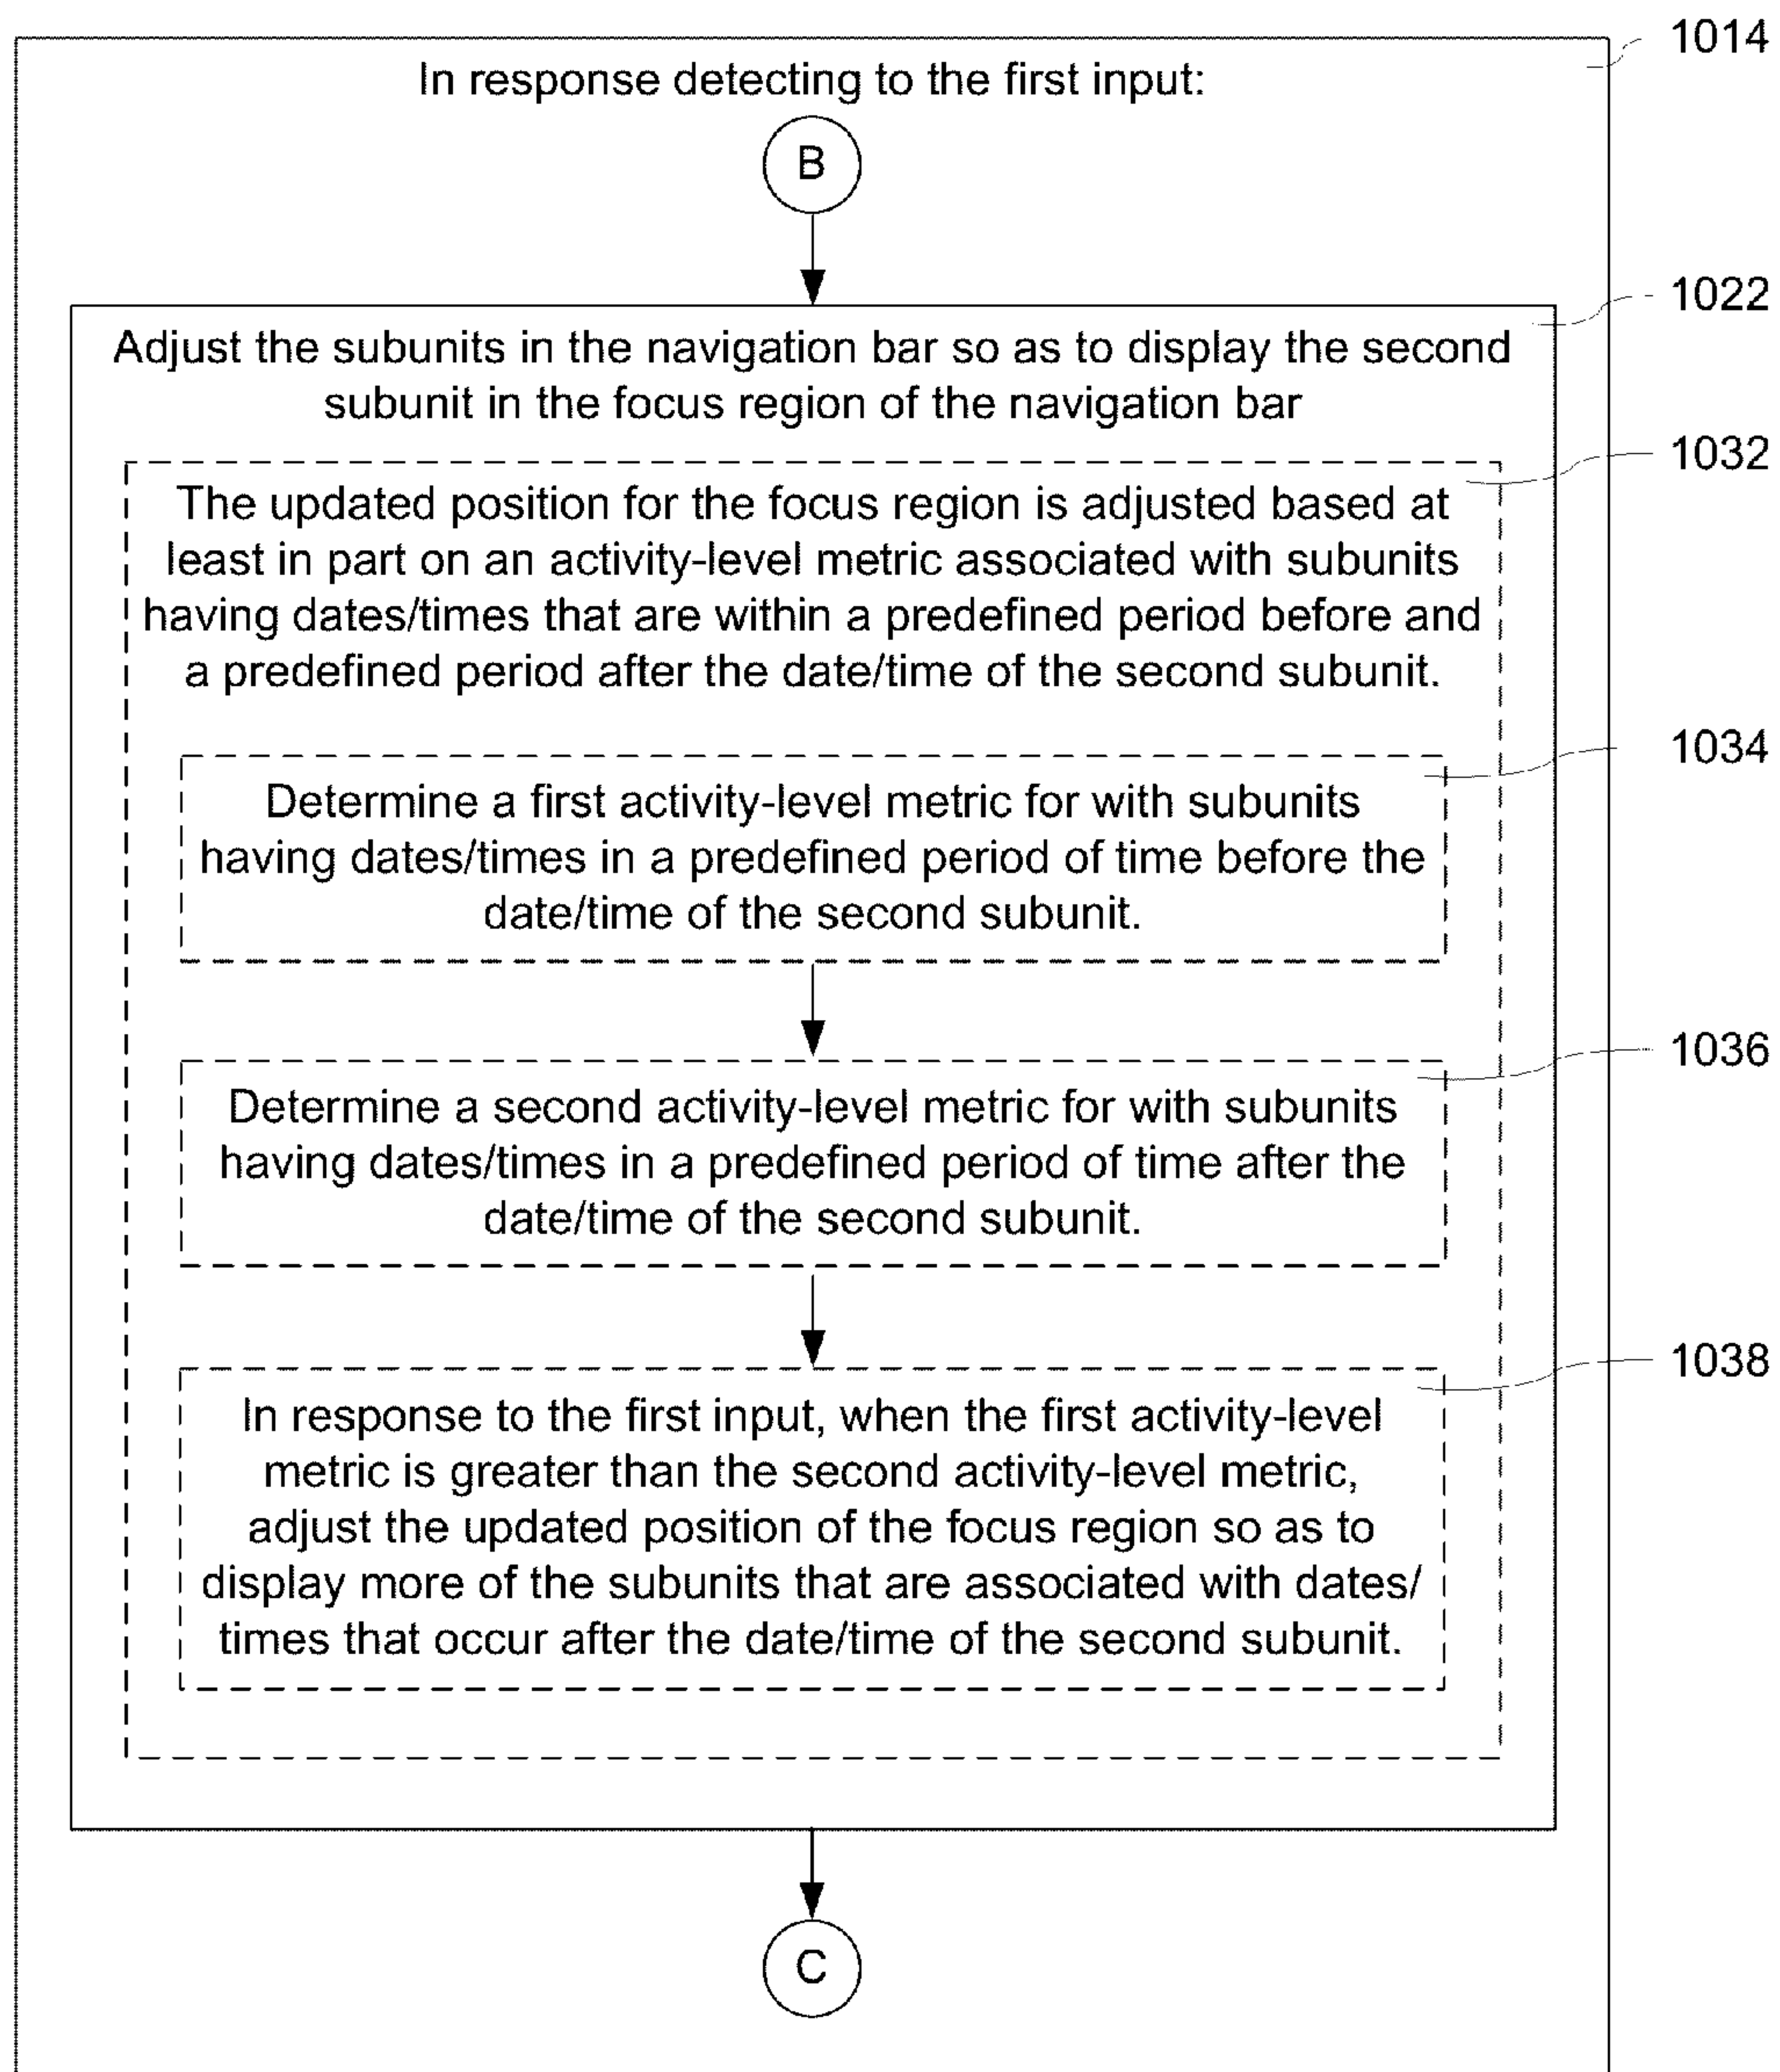 1014
In response detecting to the first input:
B
1022
Adjust the subunits in the navigation bar so as to display the second
subunit in the focus region of the navigation bar
1032
The updated position for the focus region is adjusted based at
least in part on an activity-level metric associated with subunits
having dates/times that are within a predefined period before and
a predefined period after the date/time of the second subunit.
1034
Determine a first activity-level metric for with subunits
having dates/times in a predefined period of time before the
date/time of the second subunit.
1036
Determine a second activity-level metric for with subunits
having dates/times in a predefined period of time after the
date/time of the second subunit.
1038
In response to the first input, when the first activity-level
metric is greater than the second activity-level metric,
adjust the updated position of the focus region so as to
display more of the subunits that are associated with dates/
times that occur after the date/time of the second subunit.
C